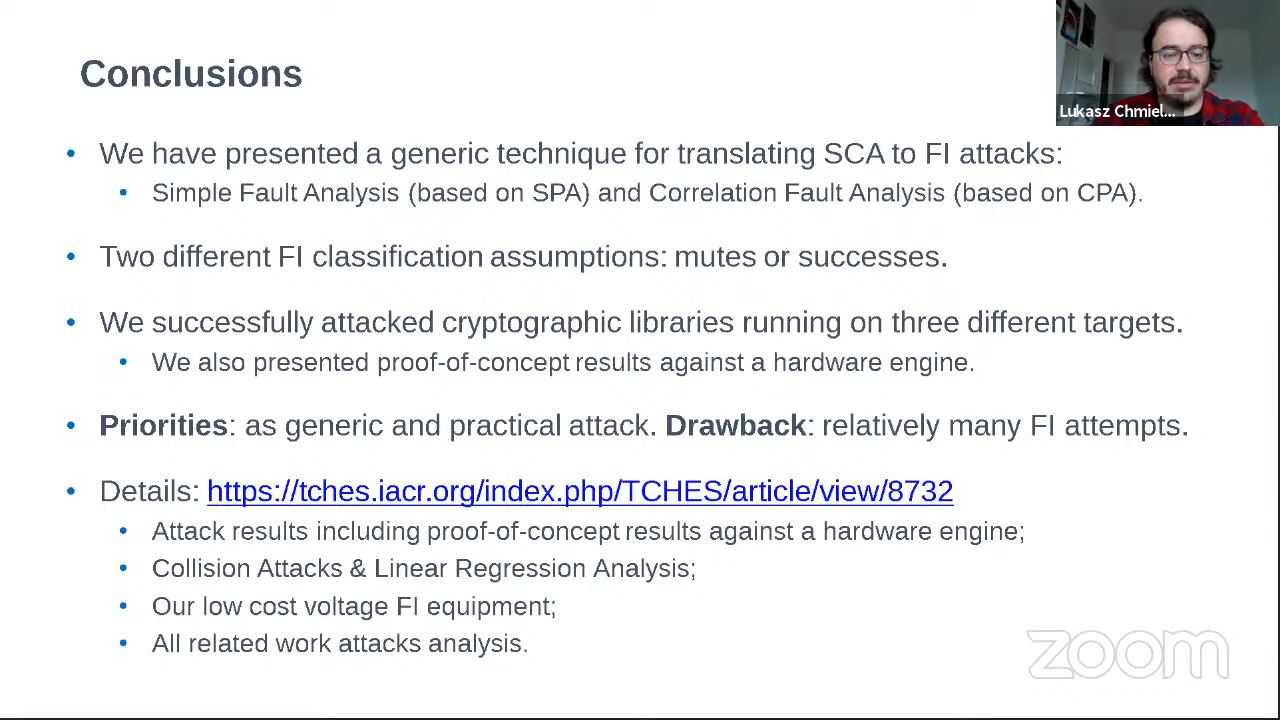 Conclusions
Lukasz Chmiel...
• We have presented a generic technique for translating SCA to FI attacks:
• Simple Fault Analysis (based on SPA) and Correlation Fault Analysis (based on CPA).
• Two different FI classification assumptions: mutes or successes.
• We successfully attacked cryptographic libraries running on three different targets.
• We also presented proof-of-concept results against a hardware engine.
• Priorities: as generic and practical attack. Drawback: relatively many FI attempts.
• Details: https://tches.iacr.org/index.php/TCHES/article/view/8732
• Attack results including proof-of-concept results against a hardware engine;
• Collision Attacks & Linear Regression Analysis;
• Our low cost voltage FI equipment;
• All related work attacks analysis.
zoom